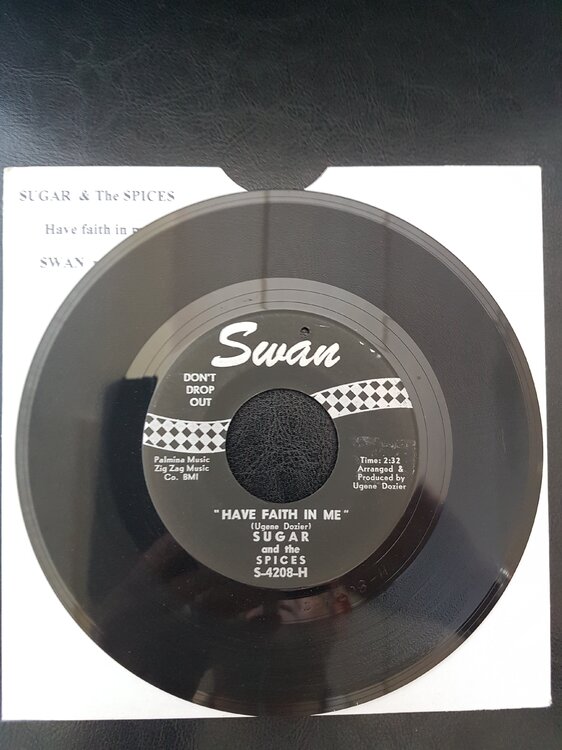 SUGAR & The SPICES
Have faith in
SWAN
Swan
DON'T
DROP
OUT
Palmina Music
Zig Zag Music
Co. BMI
Time: 2:32
Arranged &
Produced by
Ugene Dozier
"HAVE FAITH IN ME"
(Ugene Dozier)
SUGAR
and the
SPICES
S-4208-H